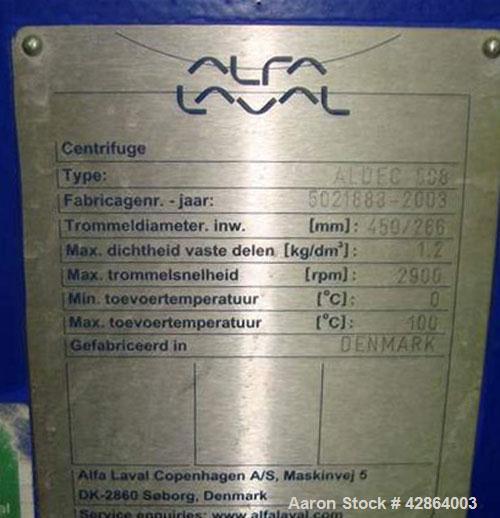 ALFA
LAVAL
Centrifuge
Type: ALDEC 508
Fabricagenr. - jaar: 5021883-2003
Trommeldiameter. inw. [mm]: 450/266
Max. dichtheid vaste delen [kg/dm³]: 1.2
Max. trommelsnelheid [rpm]: 2900
Min. toevoertemperatuur [°C]: 0
Max. toevoertemperatuur [°C]: 100
Gefabriceerd in DENMARK
Alfa Laval Copenhagen A/S, Maskinvej 5
DK-2860 Søborg, Denmark
Service enquiries: www.alfalaval.com
nl
Aaron Stock # 42864003